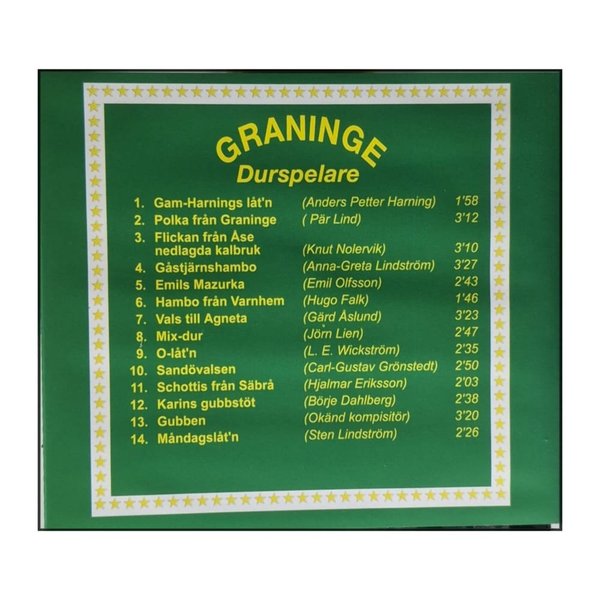 GRANINGE
Durspelare
1. Gam-Harnings låt'n (Anders Petter Harning) 1'58
2. Polka från Graninge ( Pär Lind) 3'12
3. Flickan från Åse
nedlagda kalbruk (Knut Nolervik) 3'10
4. Gåstjärnshambo (Anna-Greta Lindström) 3'27
5. Emils Mazurka (Emil Olfsson) 2'43
6. Hambo från Varnhem (Hugo Falk) 1'46
7. Vals till Agneta (Gärd Åslund) 3'23
8. Mix-dur (Jörn Lien) 2'47
9. O-låt'n (L. E. Wickström) 2'35
10. Sandövalsen (Carl-Gustav Grönstedt) 2'50
11. Schottis från Säbrå (Hjalmar Eriksson) 2'03
12. Karins gubbstöt (Börje Dahlberg) 2'38
13. Gubben (Okänd kompisitör) 3'20
14. Måndagslåt'n (Sten Lindström) 2'26